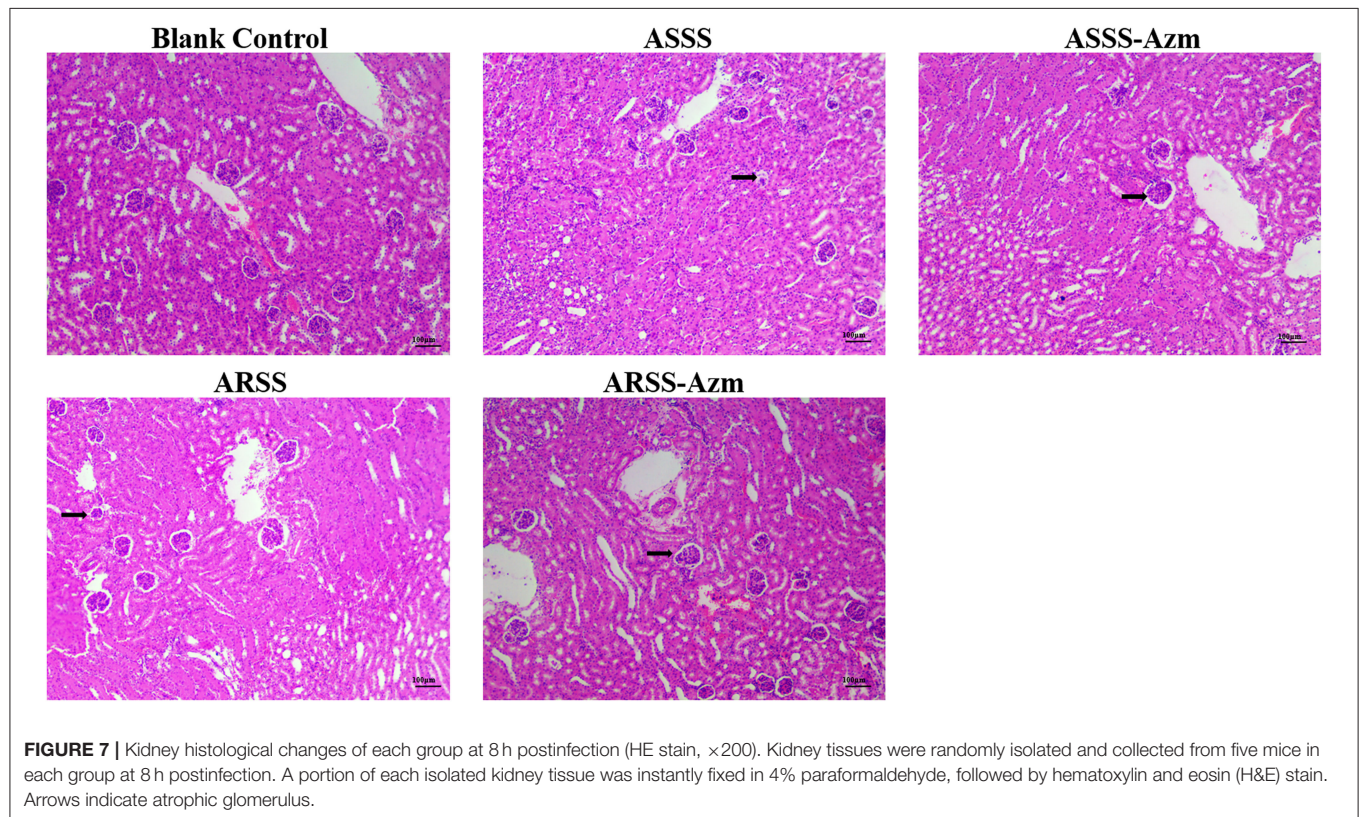 Blank Control
ASSS
ASSS-Azm
100μm
100μm
100μm
ARSS
ARSS-Azm
100μm
100μm
FIGURE 7 | Kidney histological changes of each group at 8 h postinfection (HE stain, ×200). Kidney tissues were randomly isolated and collected from five mice in
each group at 8 h postinfection. A portion of each isolated kidney tissue was instantly fixed in 4% paraformaldehyde, followed by hematoxylin and eosin (H&E) stain.
Arrows indicate atrophic glomerulus.